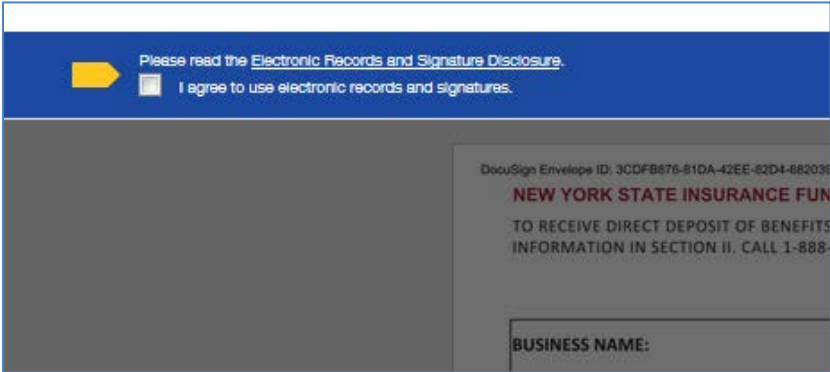 Please read the Electronic Records and Signature Disclosure.
I agree to use electronic records and signatures.
DocuSign Envelope ID: 3CDFB876-81DA-42EE-82D4-682039
NEW YORK STATE INSURANCE FUN
TO RECEIVE DIRECT DEPOSIT OF BENEFITS
INFORMATION IN SECTION II. CALL 1-888-
BUSINESS NAME: